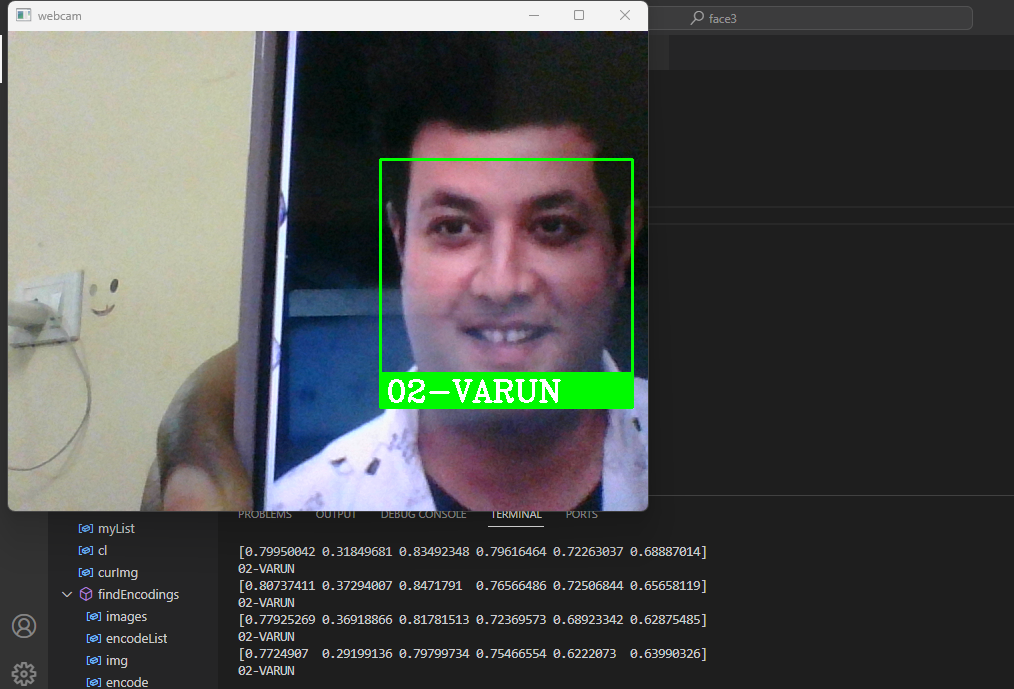 webcam
face3
02-VARUN
PROBLEMS OUTPUT DEBUG CONSOLE TERMINAL PORTS
myList
cl
curImg
findEncodings
images
encodeList
img
encode
[0.79950042 0.31849681 0.83492348 0.79616464 0.72263037 0.68887014]
02-VARUN
[0.80737411 0.37294007 0.8471791  0.76566486 0.72506844 0.65658119]
02-VARUN
[0.77925269 0.36918866 0.81781513 0.72369573 0.68923342 0.62875485]
02-VARUN
[0.7724907  0.29199136 0.79799734 0.75466554 0.6222073  0.63990326]
02-VARUN